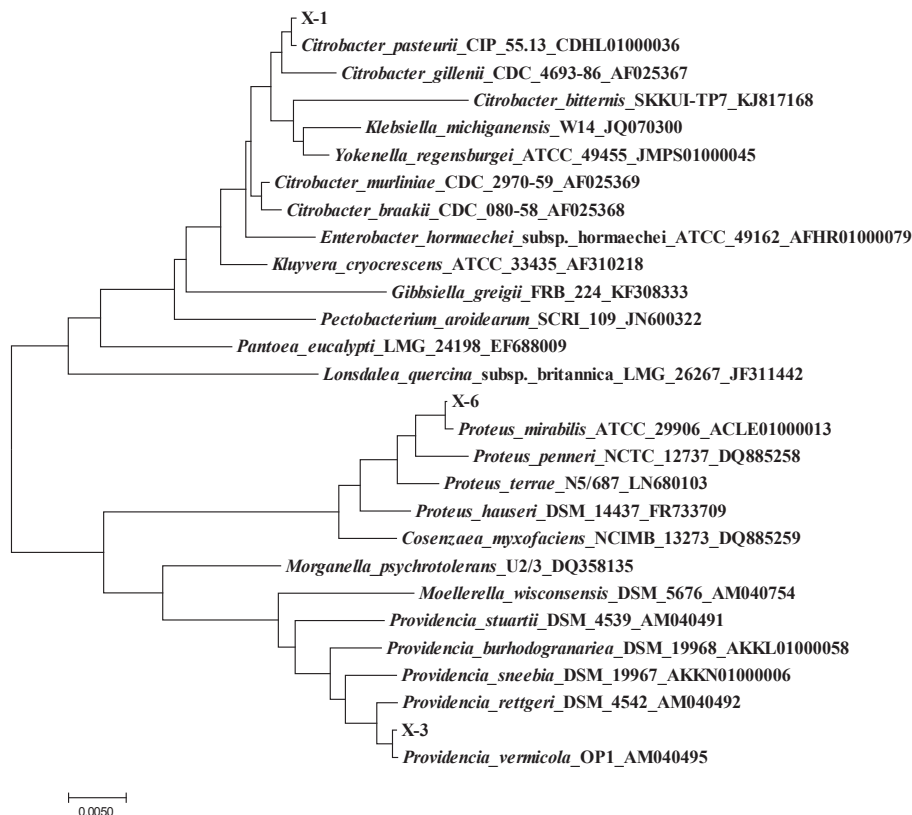 X-1
Citrobacter_pasteurii_CIP_55.13_CDHL01000036
Citrobacter_gillenii_CDC_4693-86_AF025367
Citrobacter_bitternis_SKKUI-TP7_KJ817168
Klebsiella_michiganensis_W14_JQ070300
Yokenella_regensburgei_ATCC_49455_JMPS01000045
Citrobacter_murliniae_CDC_2970-59_AF025369
Citrobacter_braakii_CDC_080-58_AF025368
Enterobacter_hormaechei_subsp._hormaechei_ATCC_49162_AFHR01000079
Kluyvera_cryocrescens_ATCC_33435_AF310218
Gibbsiella_greigii_FRB_224_KF308333
Pectobacterium_aroidearum_SCRI_109_JN600322
Pantoea_eucalypti_LMG_24198_EF688009
Lonsdalea_quercina_subsp._britannica_LMG_26267_JF311442
X-6
Proteus_mirabilis_ATCC_29906_ACLE01000013
Proteus_penneri_NCTC_12737_DQ885258
Proteus_terrae_N5/687_LN680103
Proteus_hauseri_DSM_14437_FR733709
Cosenzaea_myxofaciens_NCIMB_13273_DQ885259
Morganella_psychrotolerans_U2/3_DQ358135
Moellerella_wisconsensis_DSM_5676_AM040754
Providencia_stuartii_DSM_4539_AM040491
Providencia_burhodogranariea_DSM_19968_AKKL01000058
Providencia_sneebia_DSM_19967_AKKN01000006
Providencia_rettgeri_DSM_4542_AM040492
X-3
Providencia_vermicola_OP1_AM040495
0.0050